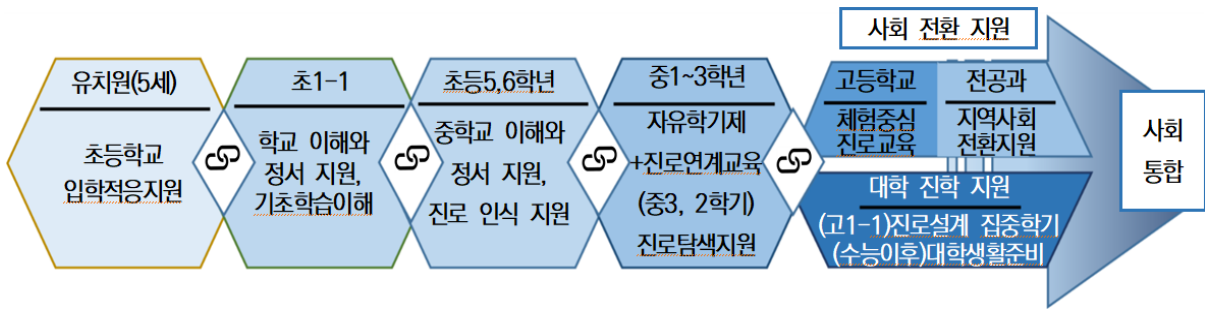 사회 전환 지원
유치원(5세)
초등학교
입학적응지원
초1-1
학교 이해와
정서 지원,
기초학습이해
초등5,6학년
중학교 이해와
정서 지원,
진로 인식 지원
중1~3학년
자유학기제
+진로연계교육
(중3, 2학기)
진로탐색지원
고등학교
체험중심
진로교육
전공과
지역사회
전환지원
대학 진학 지원
(고1-1)진로설계 집중학기
(수능이후)대학생활준비
사회
통합